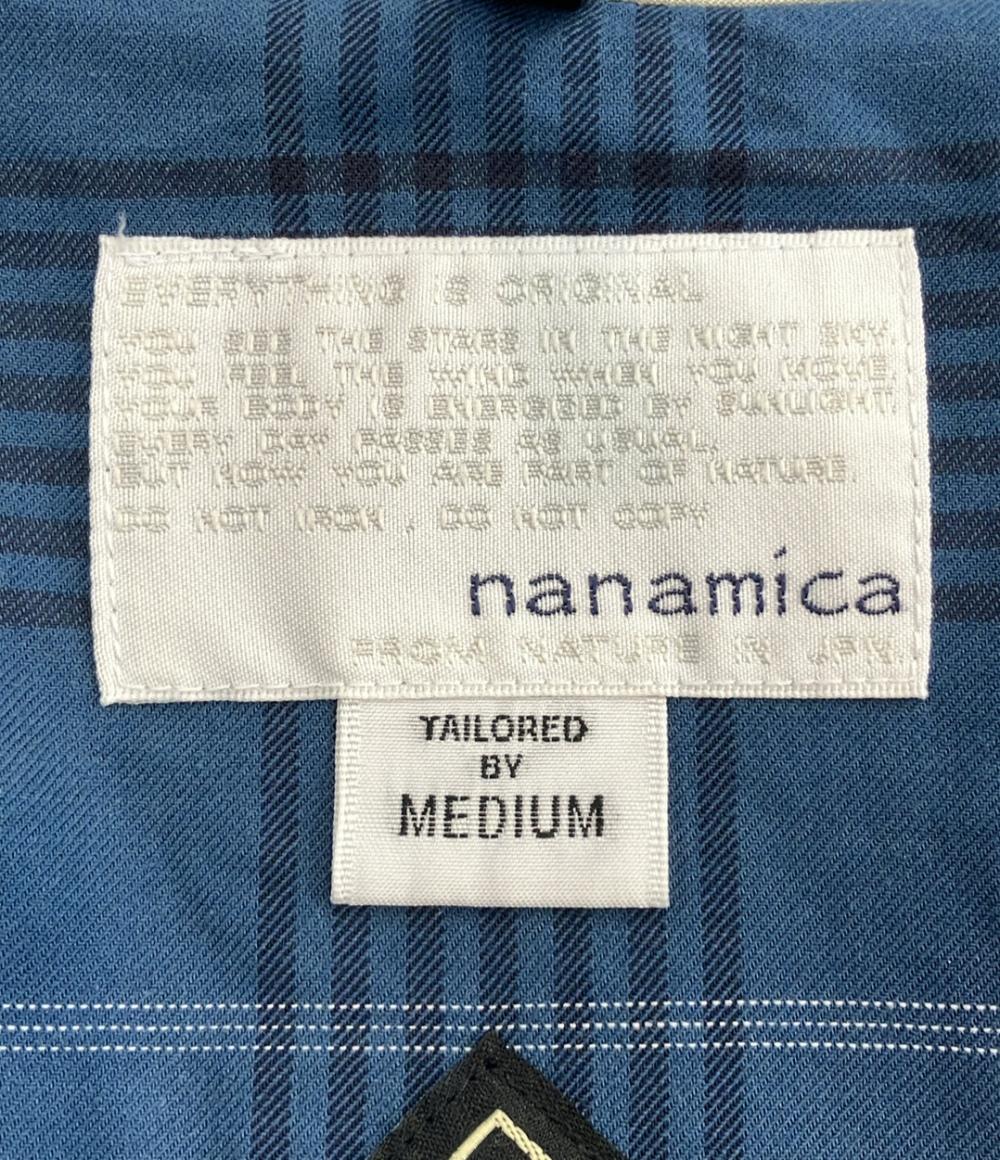 EVERYTHING IS ORIGINAL
YOU SEE THE STARS IN THE NIGHT SKY.
YOU FEEL THE WIND WHEN YOU MOVE.
YOUR BODY IS ENERGISED BY SUNLIGHT.
EVERY DAY PASSES AS USUAL,
BUT NOW YOU ARE PART OF NATURE.
DO NOT IRON , DO NOT COPY
nanamica
FROM NATURE IN JPN.
TAILORED
BY
MEDIUM